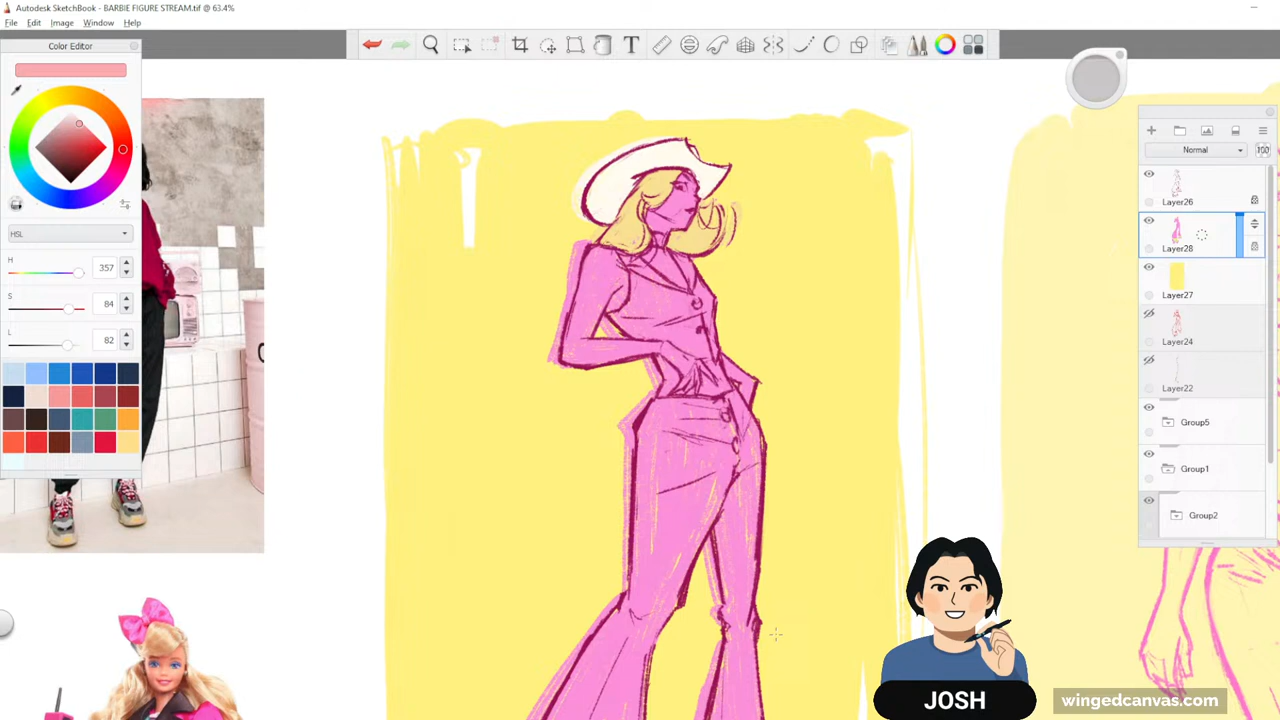 Autodesk SketchBook - BARBIE FIGURE STREAM.tif @ 63.4%
File Edit Image Window Help
Color Editor
HSL
H 357
S 84
L 82
T
Normal 100
Layer26
Layer28
Layer27
Layer24
Layer22
Group5
Group1
Group2
JOSH
wingedcanvas.com